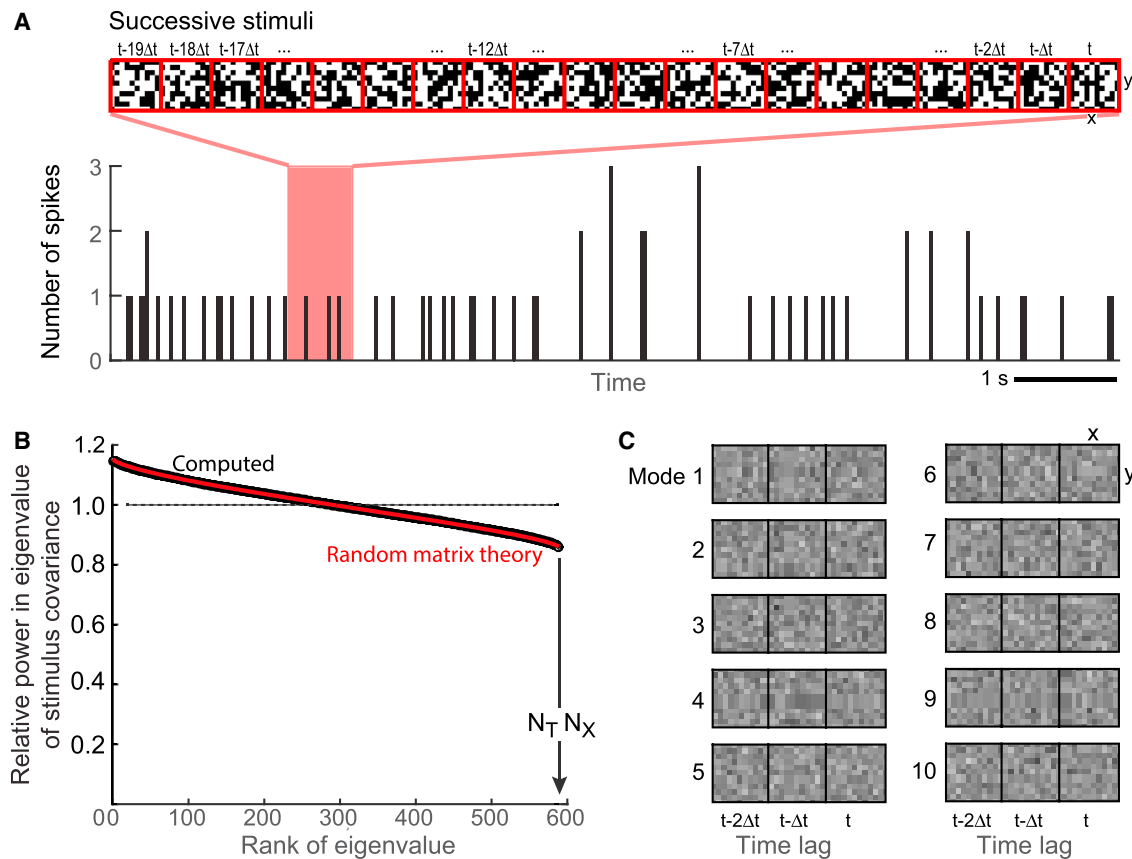 A
Successive stimuli
t-19Δt t-18Δt t-17Δt ... ... t-12Δt ... ... t-7Δt ... ... t-2Δt t-Δt t
y
x
Number of spikes
3
2
1
0
Time
1 s
B
Relative power in eigenvalue
of stimulus covariance
1.2
1.0
0.8
0.6
0.4
0.2
Computed
Random matrix theory
N_T N_X
00 100 200 300 400 500 600
Rank of eigenvalue
C
x
y
Mode 1
2
3
4
5
t-2Δt t-Δt t
Time lag
6
7
8
9
10
t-2Δt t-Δt t
Time lag